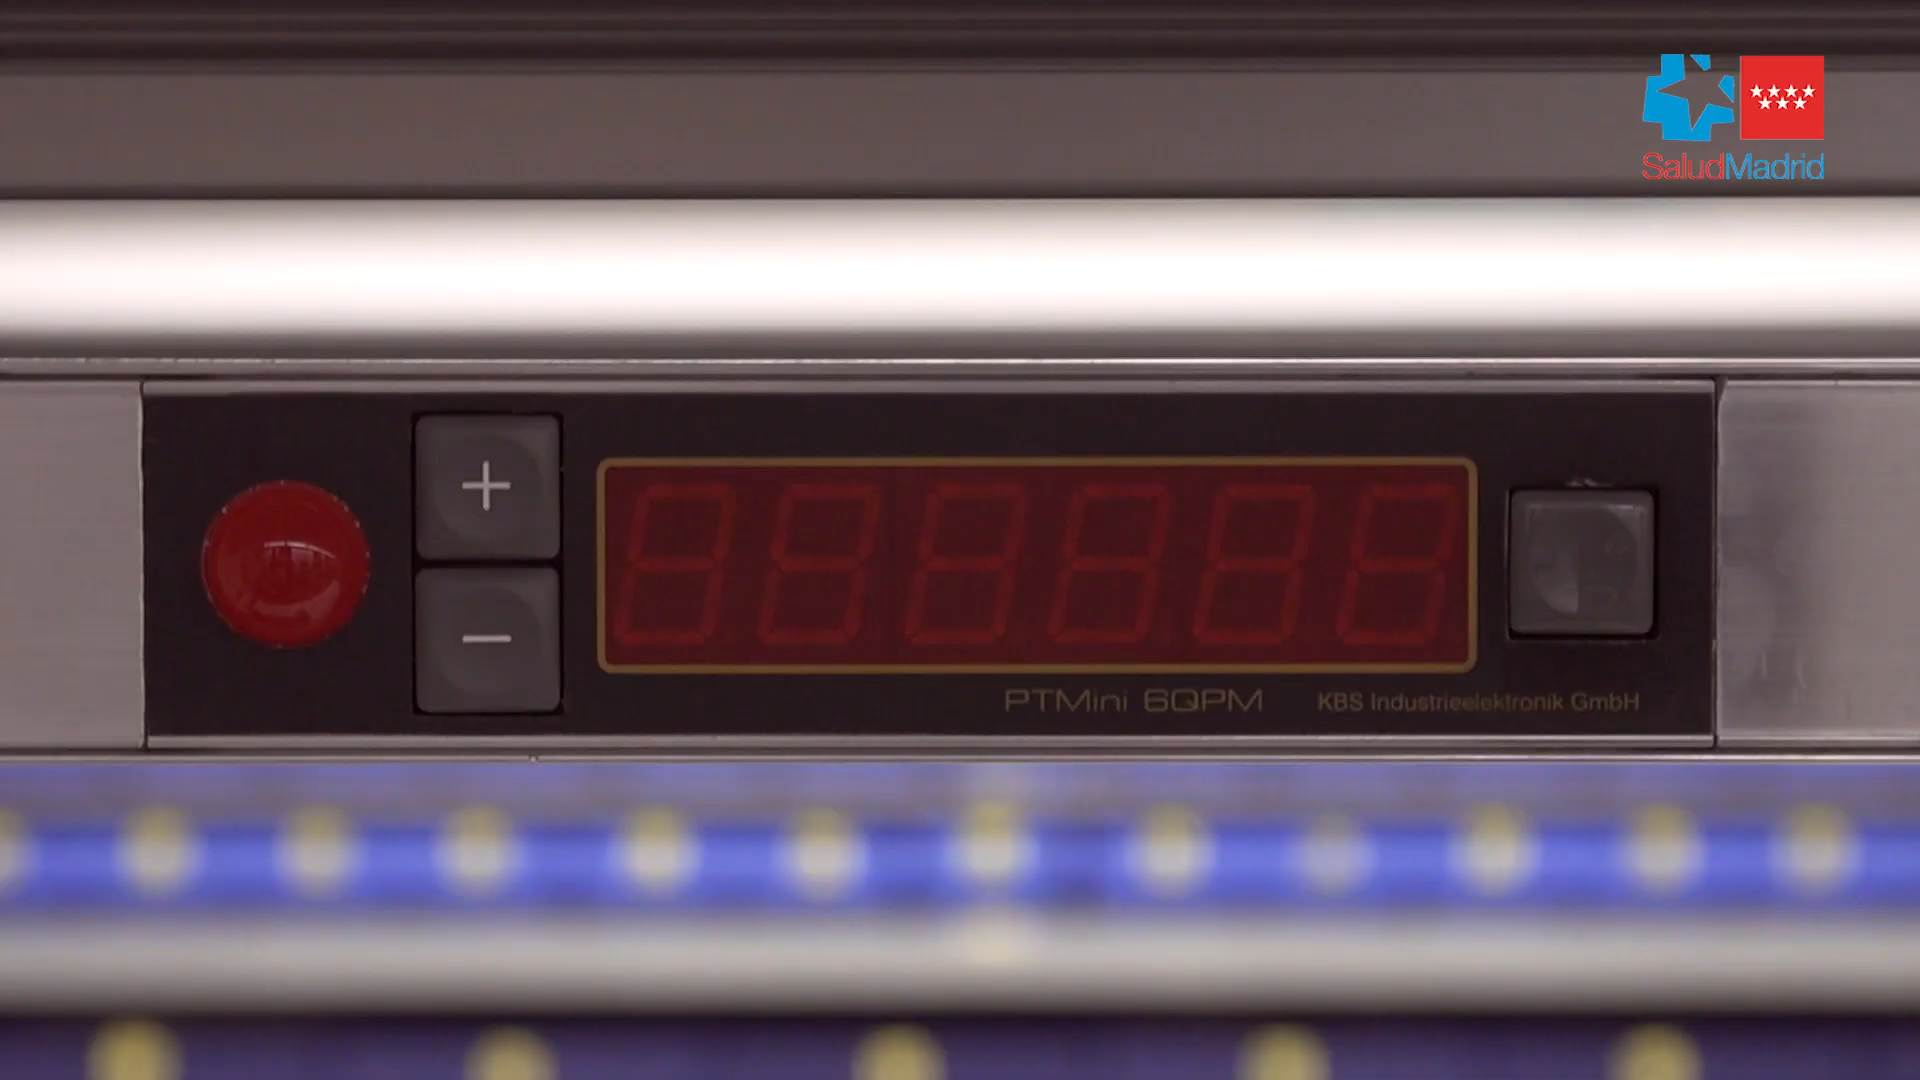 SaludMadrid
+
−
PTMini 6QPM
KBS Industrieelektronik GmbH